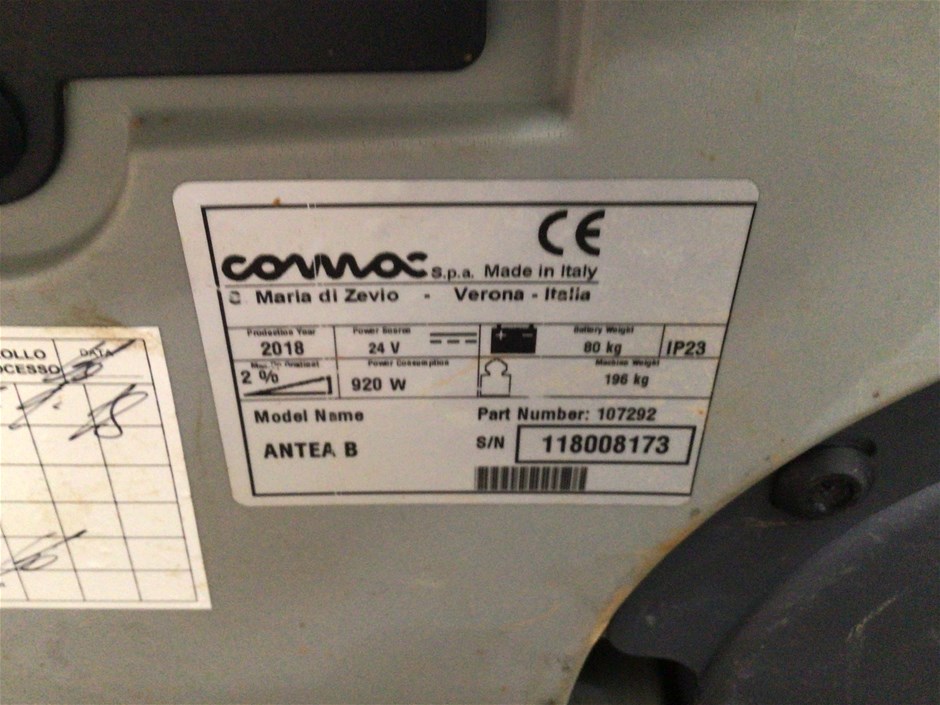 CE
comac S.p.a. Made in Italy
Maria di Zevio - Verona - Italia
Production Year
2018
Power Source
24 V
Battery Weight
80 kg
IP23
2 %
Power Consumption
920 W
Machine Weight
196 kg
Model Name
ANTEA B
Part Number: 107292
S/N 118008173
OLLO
OCESSO
DATA